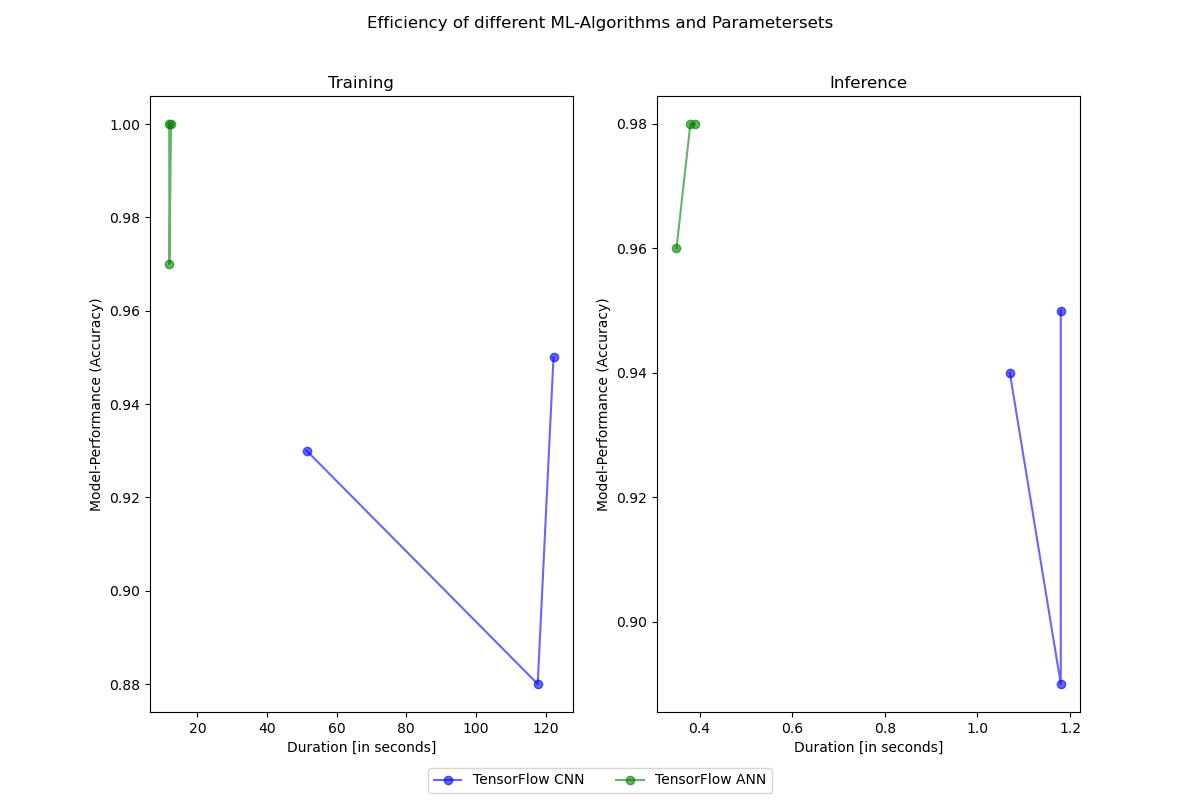 Efficiency of different ML-Algorithms and Parametersets
Training
Model-Performance (Accuracy)
1.00
0.98
0.96
0.94
0.92
0.90
0.88
20 40 60 80 100 120
Duration [in seconds]
Inference
Model-Performance (Accuracy)
0.98
0.96
0.94
0.92
0.90
0.4 0.6 0.8 1.0 1.2
Duration [in seconds]
TensorFlow CNN TensorFlow ANN